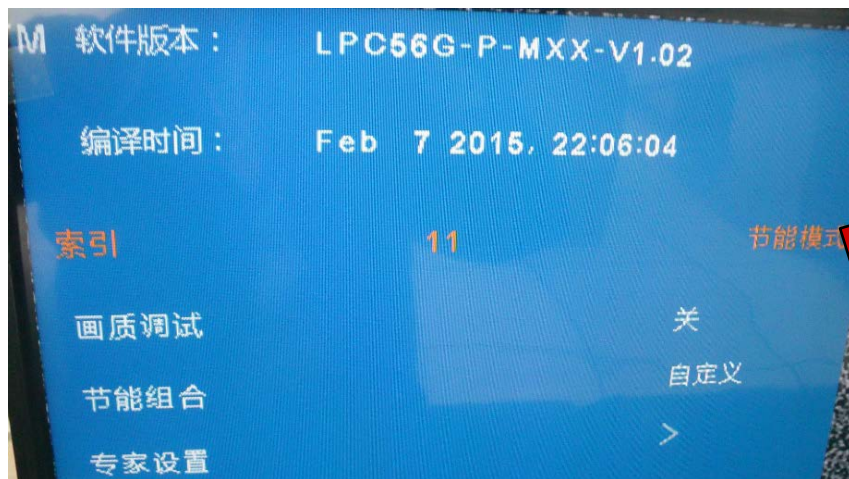 M 软件版本： LPC56G-P-MXX-V1.02
编译时间： Feb 7 2015, 22:06:04
索引 11 节能模式
画质调试 关
节能组合 自定义
专家设置 >